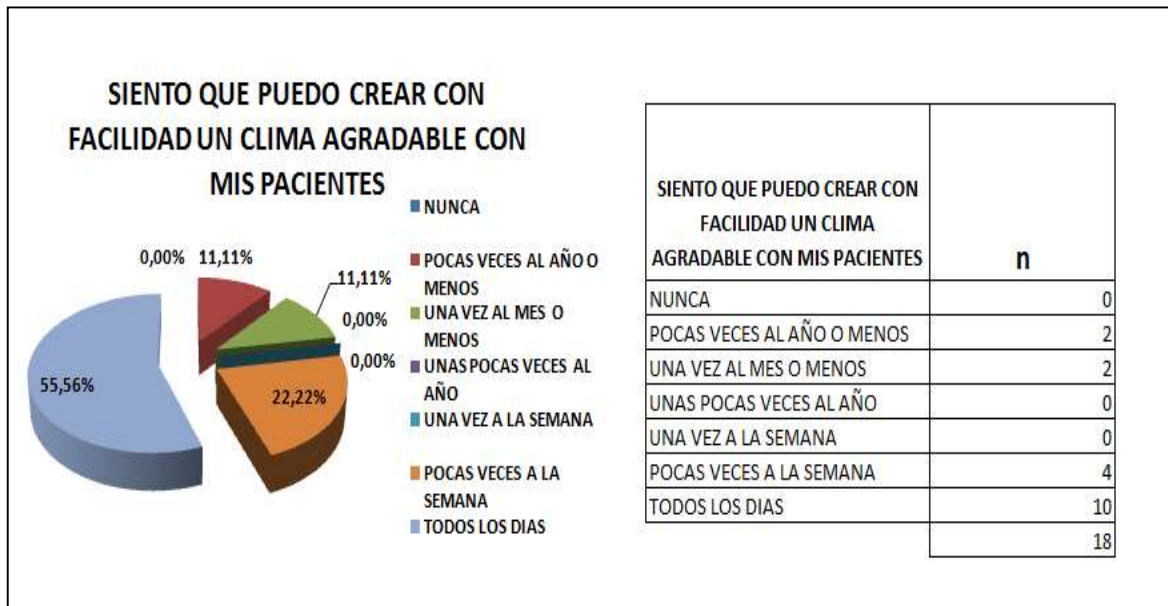 SIENTO QUE PUEDO CREAR CON
FACILIDAD UN CLIMA AGRADABLE CON
MIS PACIENTES
0,00%
11,11%
11,11%
0,00%
0,00%
22,22%
55,56%
NUNCA
POCAS VECES AL AÑO O
MENOS
UNA VEZ AL MES O
MENOS
UNAS POCAS VECES AL
AÑO
UNA VEZ A LA SEMANA
POCAS VECES A LA
SEMANA
TODOS LOS DIAS
SIENTO QUE PUEDO CREAR CON
FACILIDAD UN CLIMA
AGRADABLE CON MIS PACIENTES
n
NUNCA 0
POCAS VECES AL AÑO O MENOS 2
UNA VEZ AL MES O MENOS 2
UNAS POCAS VECES AL AÑO 0
UNA VEZ A LA SEMANA 0
POCAS VECES A LA SEMANA 4
TODOS LOS DIAS 10
18